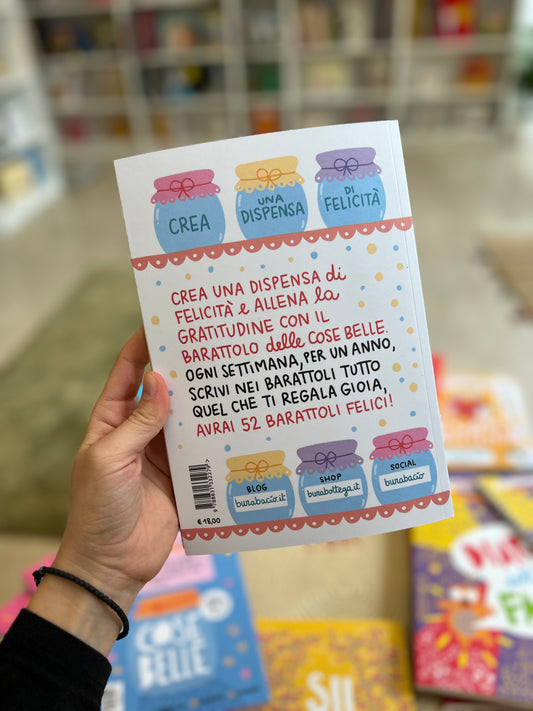 CREA
UNA
DISPENSA
DI
FELICITÀ
CREA UNA DISPENSA di
FELICITÀ e ALLENA la
GRATITUDINE CON IL
BARATTOLO delle COSE BELLE.
OGNI SETTIMANA, PER UN ANNO,
SCRIVI NEI BARATTOLI TUTTO
QUEL CHE TI REGALA GIOIA,
AVRAI 52 BARATTOLI FELICI!
BLOG
burabacio.it
SHOP
burabottega.it
SOCIAL
burabacio
€ 18,00
COSE
BELLE